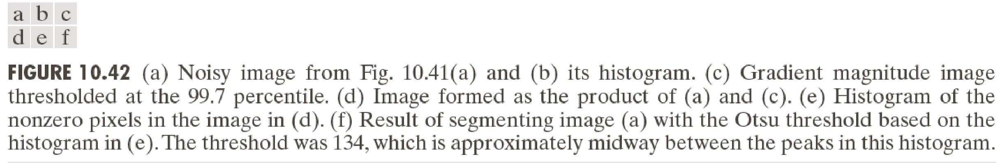 a b c
d e f
FIGURE 10.42 (a) Noisy image from Fig. 10.41(a) and (b) its histogram. (c) Gradient magnitude image
thresholded at the 99.7 percentile. (d) Image formed as the product of (a) and (c). (e) Histogram of the
nonzero pixels in the image in (d). (f) Result of segmenting image (a) with the Otsu threshold based on the
histogram in (e). The threshold was 134, which is approximately midway between the peaks in this histogram.